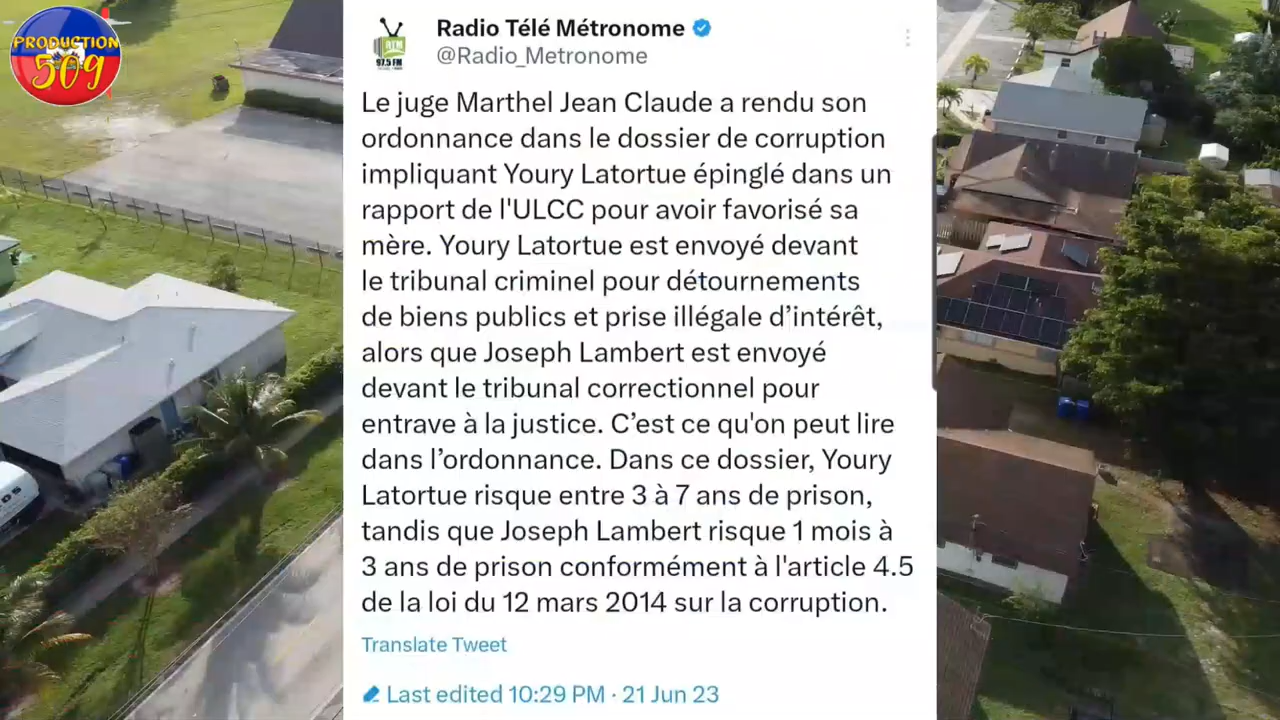 PRODUCTION
509
RTM
97.5 FM
Radio Télé Métronome
@Radio_Metronome
Le juge Marthel Jean Claude a rendu son
ordonnance dans le dossier de corruption
impliquant Youry Latortue épinglé dans un
rapport de l'ULCC pour avoir favorisé sa
mère. Youry Latortue est envoyé devant
le tribunal criminel pour détournements
de biens publics et prise illégale d’intérêt,
alors que Joseph Lambert est envoyé
devant le tribunal correctionnel pour
entrave à la justice. C’est ce qu'on peut lire
dans l’ordonnance. Dans ce dossier, Youry
Latortue risque entre 3 à 7 ans de prison,
tandis que Joseph Lambert risque 1 mois à
3 ans de prison conformément à l'article 4.5
de la loi du 12 mars 2014 sur la corruption.
Translate Tweet
Last edited 10:29 PM · 21 Jun 23